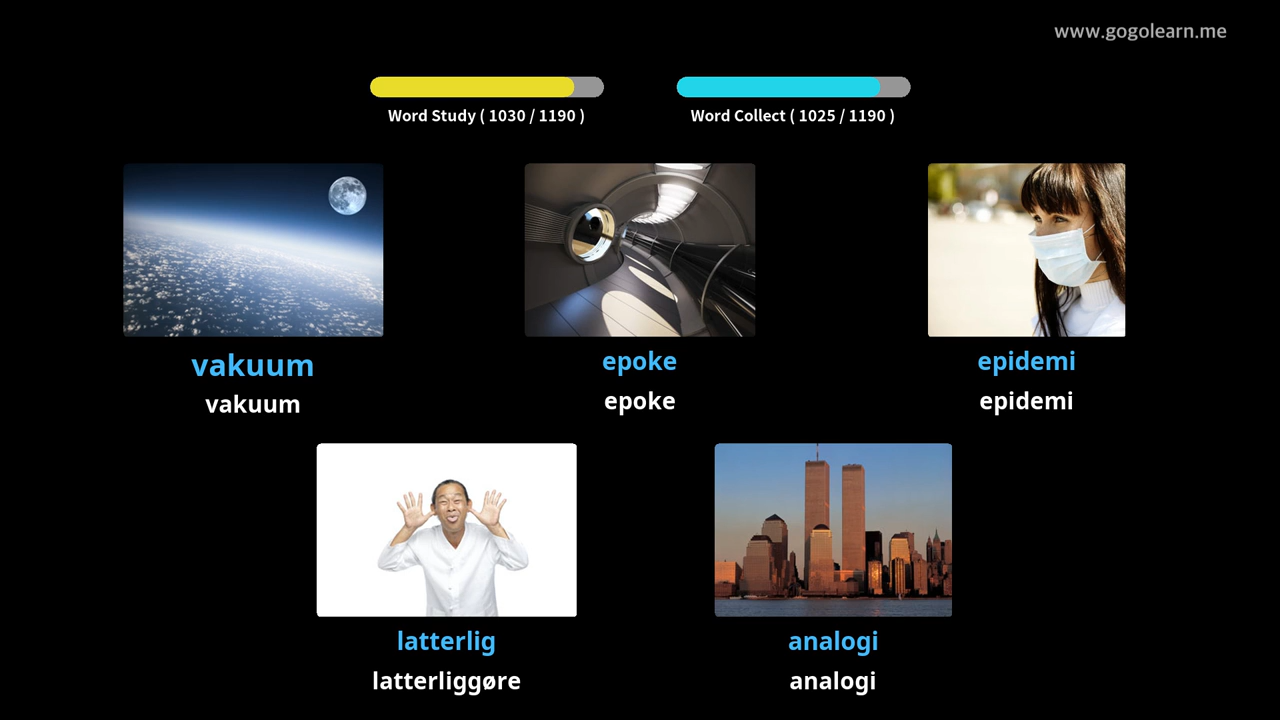 www.gogolearn.me
Word Study ( 1030 / 1190 )
Word Collect ( 1025 / 1190 )
vakuum
vakuum
epoke
epoke
epidemi
epidemi
latterlig
latterliggøre
analogi
analogi